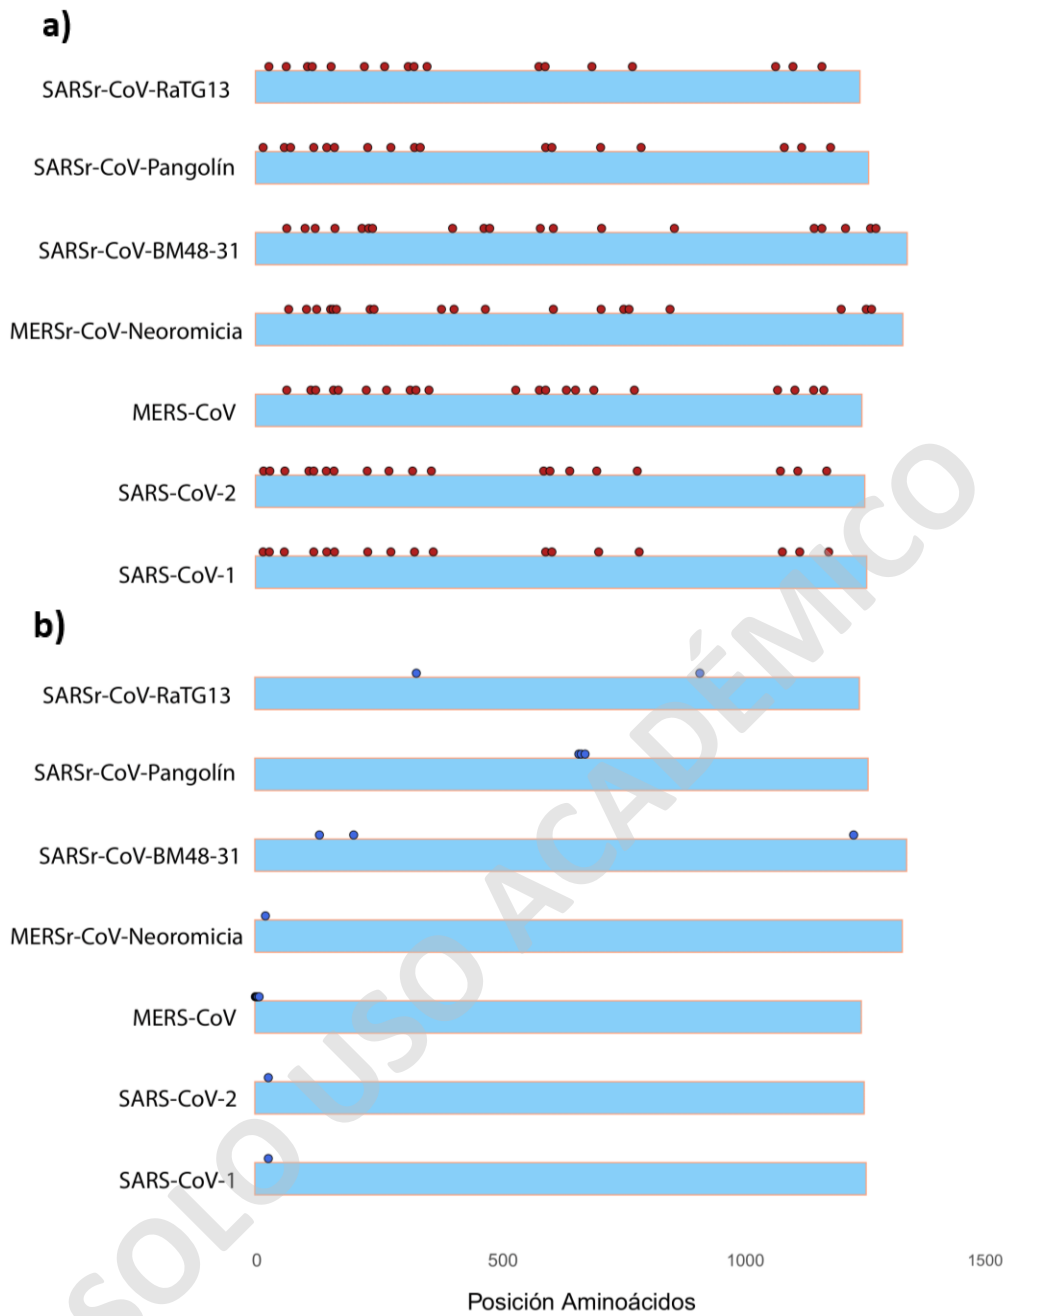 a)
SARSr-CoV-RaTG13
SARSr-CoV-Pangolín
SARSr-CoV-BM48-31
MERSr-CoV-Neoromicia
MERS-CoV
SARS-CoV-2
SARS-CoV-1
b)
SARSr-CoV-RaTG13
SARSr-CoV-Pangolín
SARSr-CoV-BM48-31
MERSr-CoV-Neoromicia
MERS-CoV
SARS-CoV-2
SARS-CoV-1
0 500 1000 1500
Posición Aminoácidos
SOLO USO ACADÉMICO